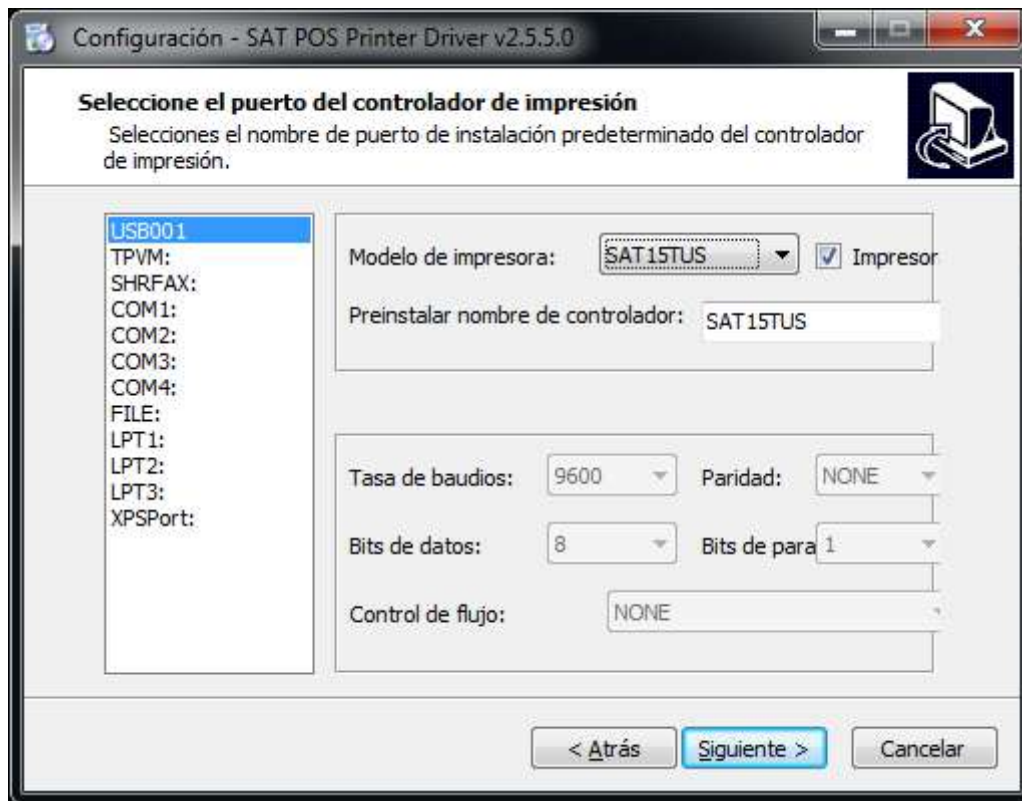 Configuración - SAT POS Printer Driver v2.5.5.0
Seleccione el puerto del controlador de impresión
Selecciones el nombre de puerto de instalación predeterminado del controlador
de impresión.
USB001
TPVM:
SHRFAX:
COM1:
COM2:
COM3:
COM4:
FILE:
LPT1:
LPT2:
LPT3:
XPSPort:
Modelo de impresora: SAT15TUS Impresor
Preinstalar nombre de controlador: SAT15TUS
Tasa de baudios: 9600 Paridad: NONE
Bits de datos: 8 Bits de para 1
Control de flujo: NONE
< Atrás Siguiente > Cancelar